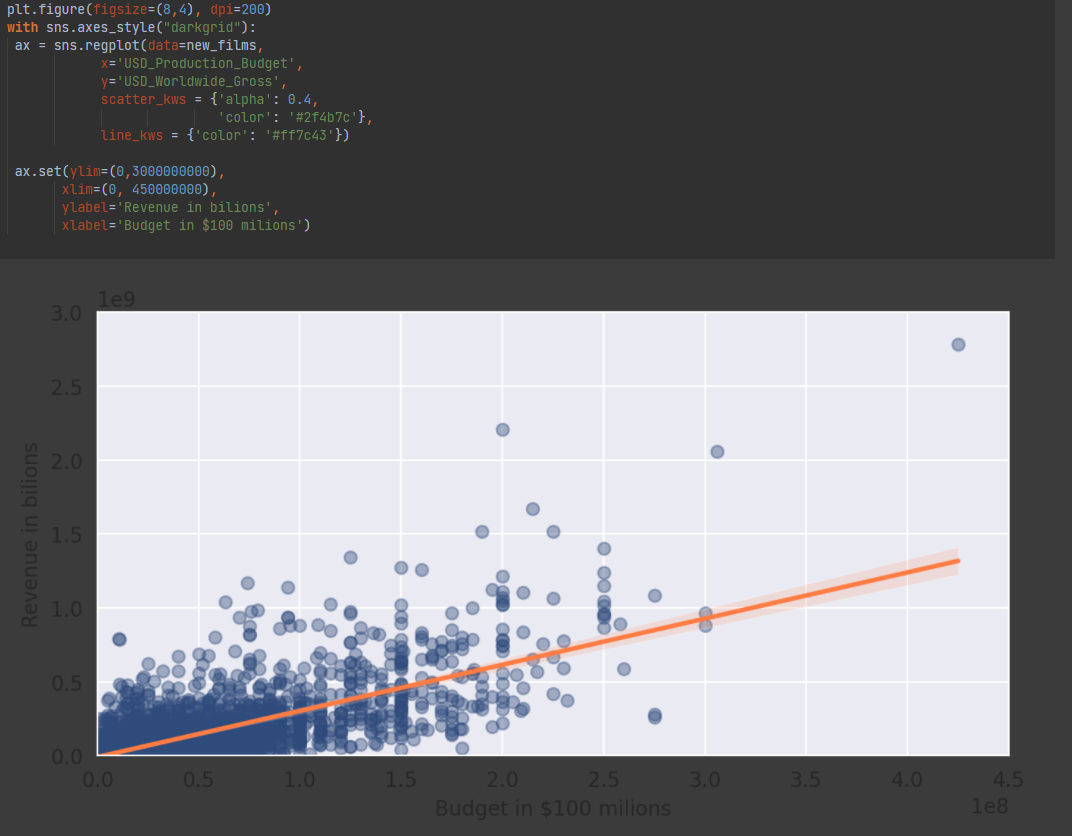 plt.figure(figsize=(8,4), dpi=200)
with sns.axes_style("darkgrid"):
ax = sns.regplot(data=new_films,
x='USD_Production_Budget',
y='USD_Worldwide_Gross',
scatter_kws = {'alpha': 0.4,
'color': '#2f4b7c'},
line_kws = {'color': '#ff7c43'})
ax.set(ylim=(0,3000000000),
xlim=(0, 450000000),
ylabel='Revenue in bilions',
xlabel='Budget in $100 milions')
1e9
3.0
2.5
2.0
1.5
1.0
0.5
0.0
Revenue in bilions
0.0 0.5 1.0 1.5 2.0 2.5 3.0 3.5 4.0 4.5
Budget in $100 milions
1e8